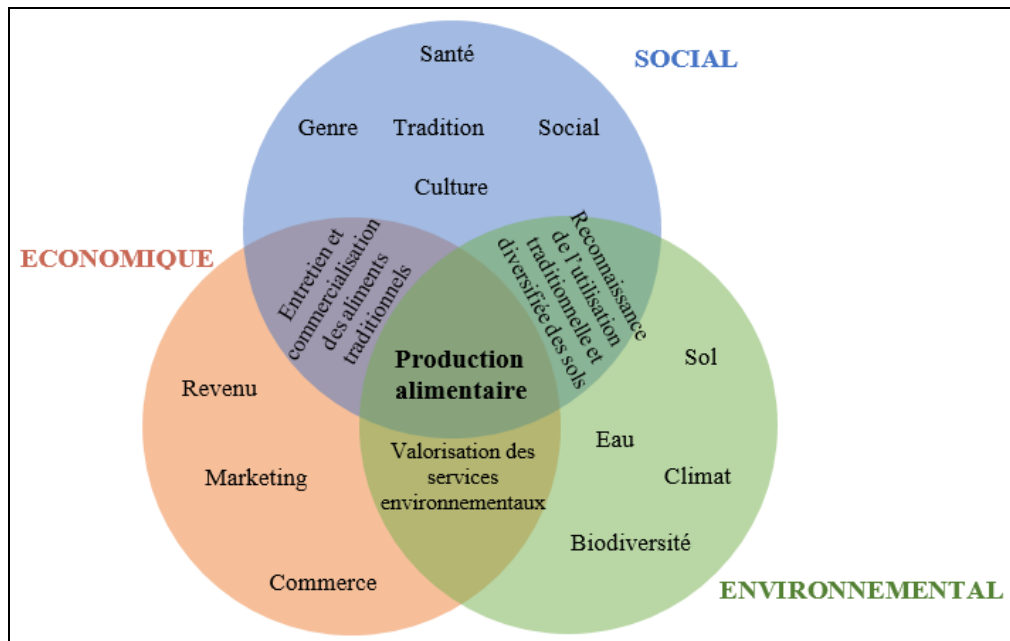 Santé
SOCIAL
Genre
Tradition
Social
Culture
ECONOMIQUE
Entretien et
commercialisation
des aliments
traditionnels
Reconnaissance
de l'utilisation
traditionnelle et
diversifiée des sols
Production
alimentaire
Sol
Revenu
Eau
Valorisation des
services
environnementaux
Marketing
Climat
Biodiversité
Commerce
ENVIRONNEMENTAL